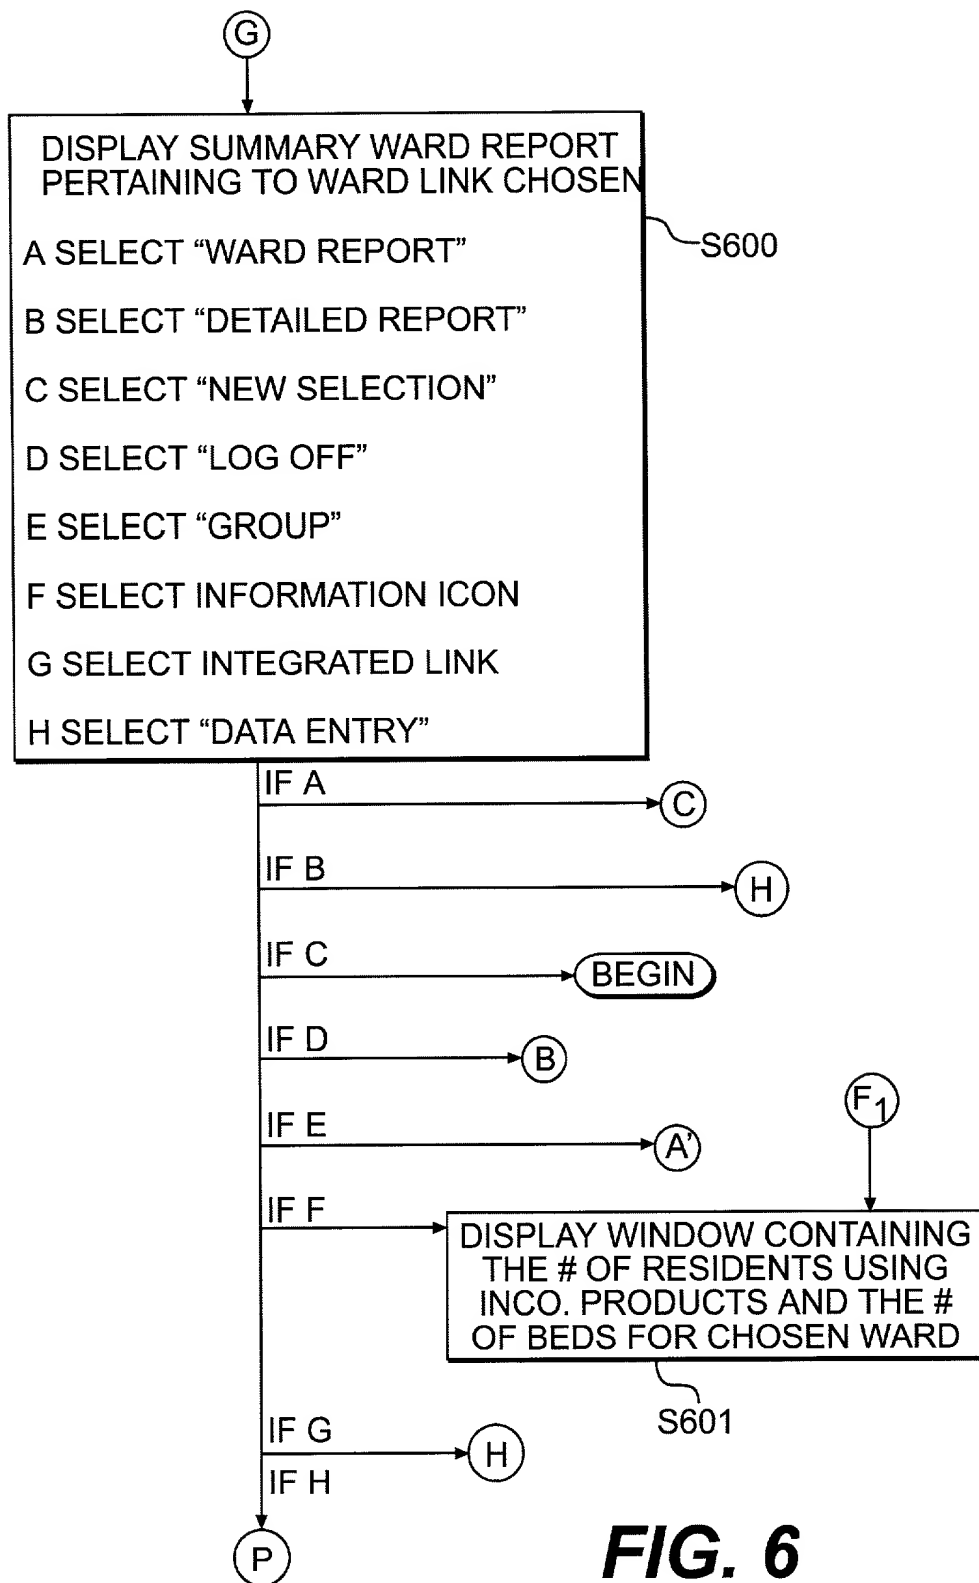 G
DISPLAY SUMMARY WARD REPORT
PERTAINING TO WARD LINK CHOSEN
A SELECT “WARD REPORT”
S600
B SELECT “DETAILED REPORT”
C SELECT “NEW SELECTION”
D SELECT “LOG OFF”
E SELECT “GROUP”
F SELECT INFORMATION ICON
G SELECT INTEGRATED LINK
H SELECT “DATA ENTRY”
IF A
C
IF B
H
IF C
BEGIN
IF D
B
IF E
A’
F1
IF F
DISPLAY WINDOW CONTAINING
THE # OF RESIDENTS USING
INCO. PRODUCTS AND THE #
OF BEDS FOR CHOSEN WARD
S601
IF G
H
IF H
P
FIG. 6